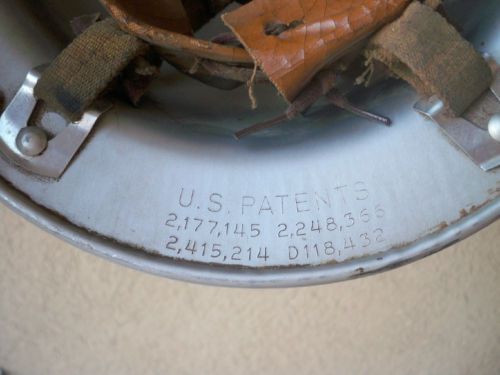 U.S. PATENTS
2,177,145 2,248,366
2,415,214 D118,432